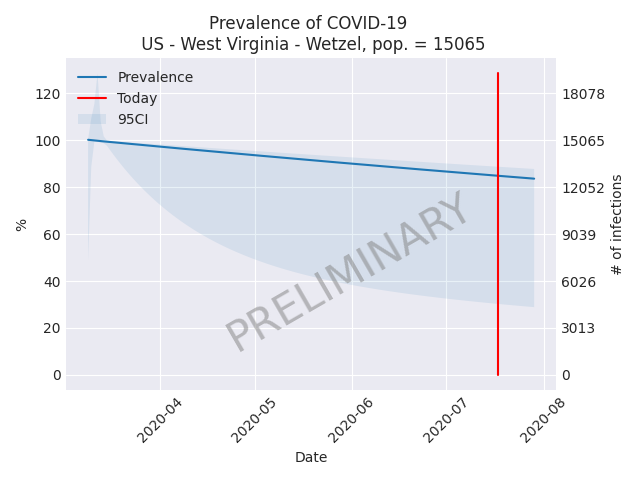 Prevalence of COVID-19
US - West Virginia - Wetzel, pop. = 15065
Prevalence
Today
95CI
120
100
80
60
40
20
0
%
18078
15065
12052
9039
6026
3013
0
# of infections
PRELIMINARY
2020-04
2020-05
2020-06
2020-07
2020-08
Date